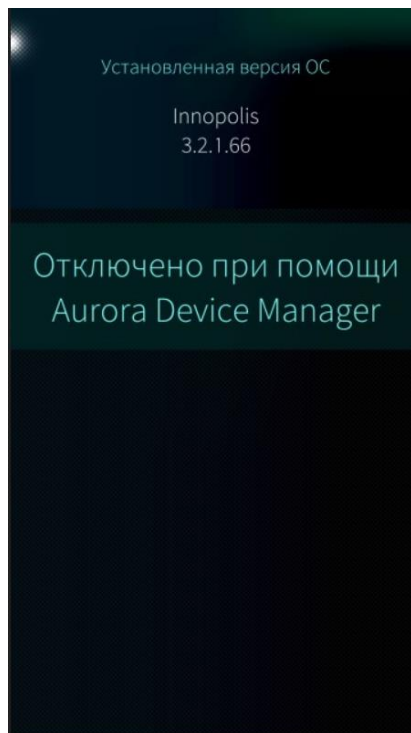 Установленная версия ОС
Innopolis
3.2.1.66
Отключено при помощи
Aurora Device Manager